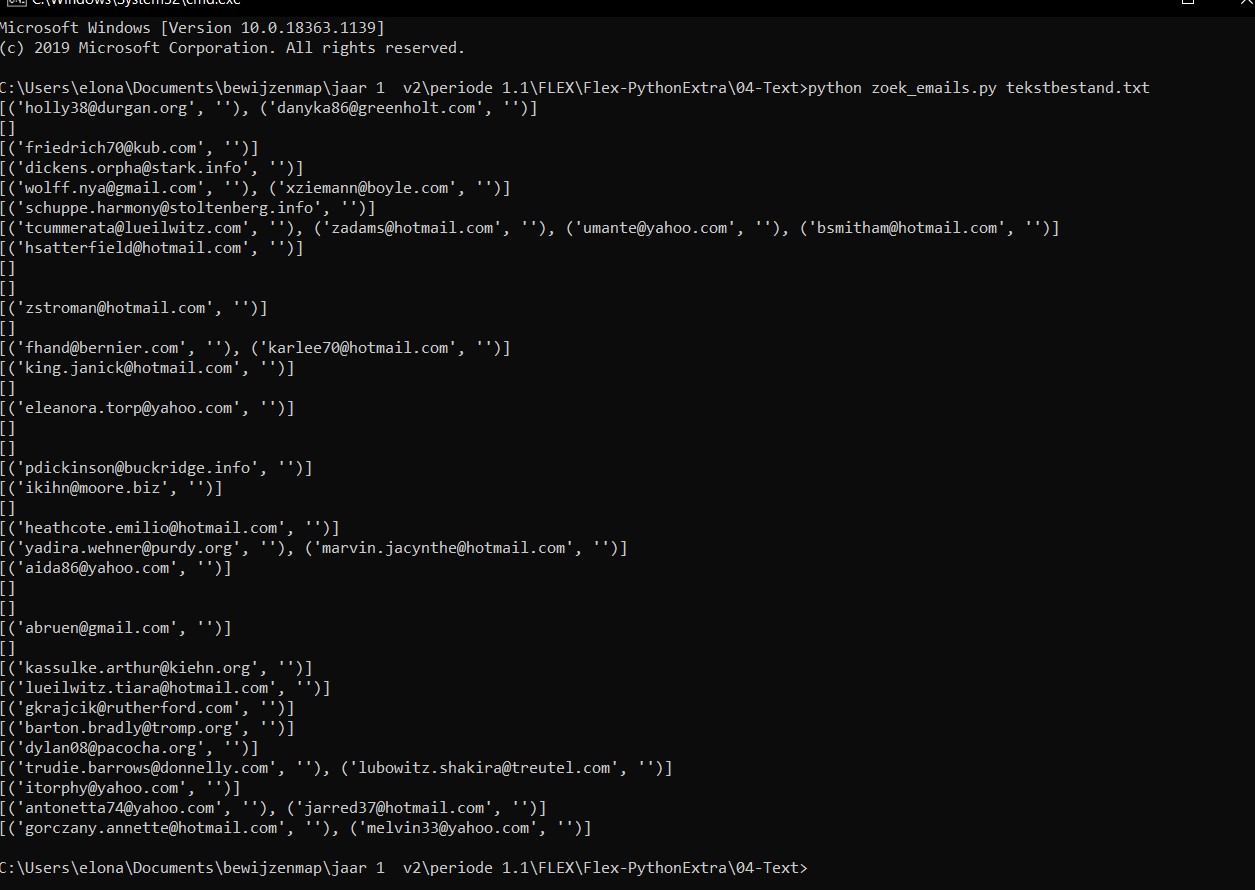 C:\Windows\System32\cmd.exe
Microsoft Windows [Version 10.0.18363.1139]
(c) 2019 Microsoft Corporation. All rights reserved.
C:\Users\elona\Documents\bewijzenmap\jaar 1  v2\periode 1.1\FLEX\Flex-PythonExtra\04-Text>python zoek_emails.py tekstbestand.txt
[('holly38@durgan.org', ''), ('danyka86@greenholt.com', '')]
[]
[('friedrich70@kub.com', '')]
[('dickens.orpha@stark.info', '')]
[('wolff.nya@gmail.com', ''), ('xziemann@boyle.com', '')]
[('schuppe.harmony@stoltenberg.info', '')]
[('tcummerata@lueilwitz.com', ''), ('zadams@hotmail.com', ''), ('umante@yahoo.com', ''), ('bsmitham@hotmail.com', '')]
[('hsatterfield@hotmail.com', '')]
[]
[]
[('zstroman@hotmail.com', '')]
[]
[('fhand@bernier.com', ''), ('karlee70@hotmail.com', '')]
[('king.janick@hotmail.com', '')]
[]
[('eleanora.torp@yahoo.com', '')]
[]
[]
[('pdickinson@buckridge.info', '')]
[('ikihn@moore.biz', '')]
[]
[('heathcote.emilio@hotmail.com', '')]
[('yadira.wehner@purdy.org', ''), ('marvin.jacynthe@hotmail.com', '')]
[('aida86@yahoo.com', '')]
[]
[]
[('abruen@gmail.com', '')]
[]
[('kassulke.arthur@kiehn.org', '')]
[('lueilwitz.tiara@hotmail.com', '')]
[('gkrajcik@rutherford.com', '')]
[('barton.bradly@tromp.org', '')]
[('dylan08@pacocha.org', '')]
[('trudie.barrows@donnelly.com', ''), ('lubowitz.shakira@treutel.com', '')]
[('itorphy@yahoo.com', '')]
[('antonetta74@yahoo.com', ''), ('jarred37@hotmail.com', '')]
[('gorczany.annette@hotmail.com', ''), ('melvin33@yahoo.com', '')]
C:\Users\elona\Documents\bewijzenmap\jaar 1  v2\periode 1.1\FLEX\Flex-PythonExtra\04-Text>